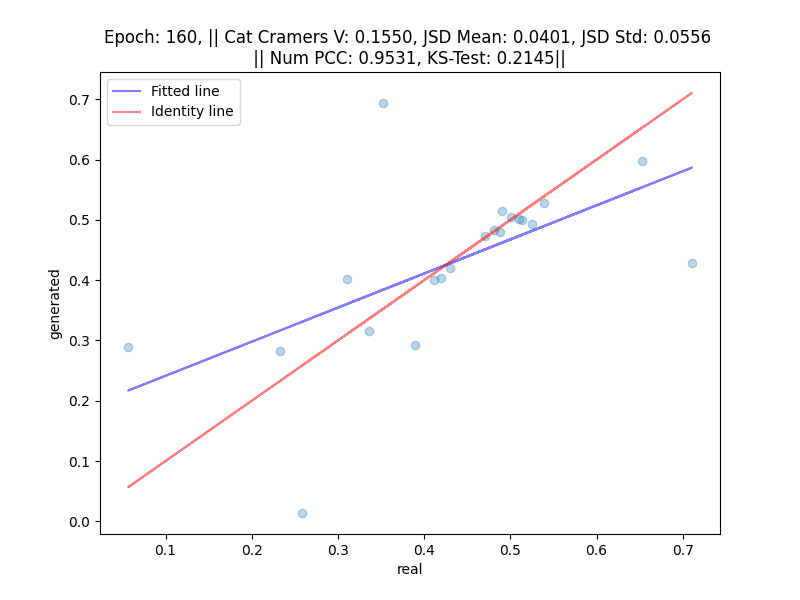 Epoch: 160, || Cat Cramers V: 0.1550, JSD Mean: 0.0401, JSD Std: 0.0556
|| Num PCC: 0.9531, KS-Test: 0.2145||
Fitted line
Identity line
0.7
0.6
0.5
0.4
0.3
0.2
0.1
0.0
generated
0.1 0.2 0.3 0.4 0.5 0.6 0.7
real